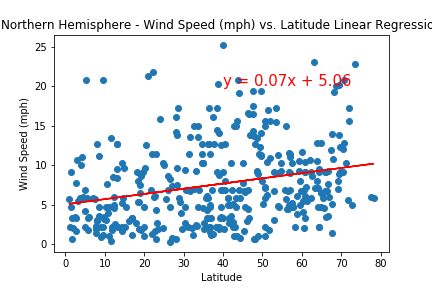 Northern Hemisphere - Wind Speed (mph) vs. Latitude Linear Regressio
y = 0.07x + 5.06
Wind Speed (mph)
25
20
15
10
5
0
0 10 20 30 40 50 60 70 80
Latitude